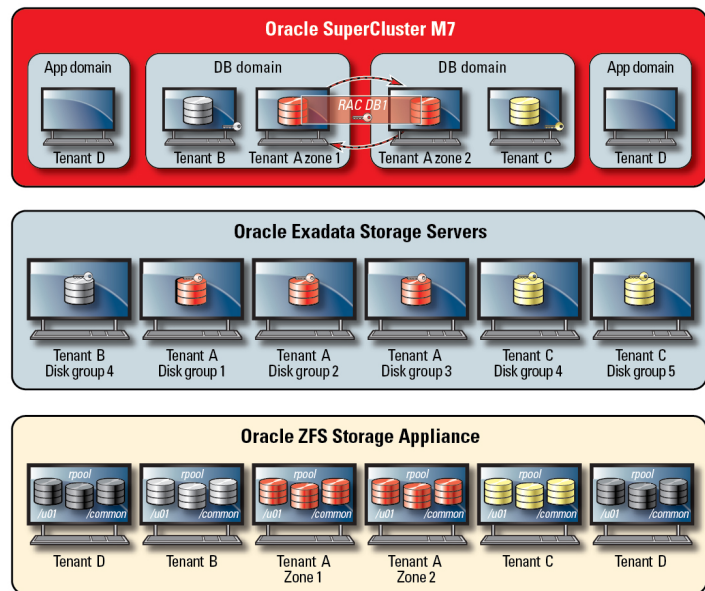 Oracle SuperCluster M7
App domain
DB domain
DB domain
App domain
RAC DB1
Tenant D
Tenant B
Tenant A zone 1
Tenant A zone 2
Tenant C
Tenant D
Oracle Exadata Storage Servers
Tenant B
Disk group 4
Tenant A
Disk group 1
Tenant A
Disk group 2
Tenant A
Disk group 3
Tenant C
Disk group 4
Tenant C
Disk group 5
Oracle ZFS Storage Appliance
rpool
/u01 /common
Tenant D
rpool
/u01 /common
Tenant B
rpool
/u01 /common
Tenant A
Zone 1
rpool
/u01 /common
Tenant A
Zone 2
rpool
/u01 /common
Tenant C
rpool
/u01 /common
Tenant D